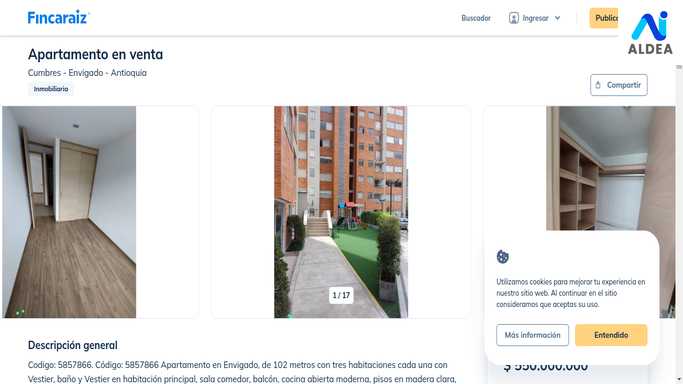 Fincaraiz
Buscador
Ingresar
Publica
ALDEA
Apartamento en venta
Cumbres - Envigado - Antioquia
Inmobiliario
Compartir
1 / 17
Utilizamos cookies para mejorar tu experiencia en
nuestro sitio web. Al continuar en el sitio
consideramos que aceptas su uso.
Más información
Entendido
Descripción general
$ 550.000.000
Codigo: 5857866. Código: 5857866 Apartamento en Envigado, de 102 metros con tres habitaciones cada una con
Vestier, baño y Vestier en habitación principal, sala comedor, balcón, cocina abierta moderna, pisos en madera clara,